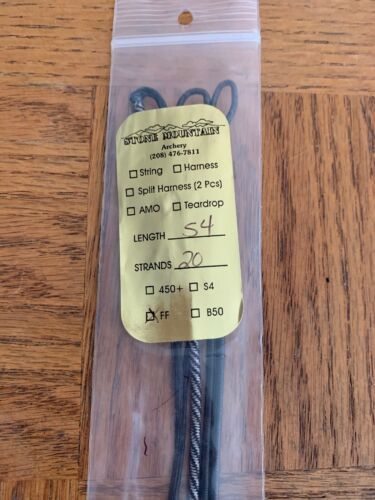 STONE MOUNTAIN
Archery
(208) 476-7811
☐ String ☐ Harness
☐ Split Harness (2 Pcs)
☐ AMO ☐ Teardrop
LENGTH 54
STRANDS 20
☐ 450+ ☐ S4
☒ FF ☐ B50